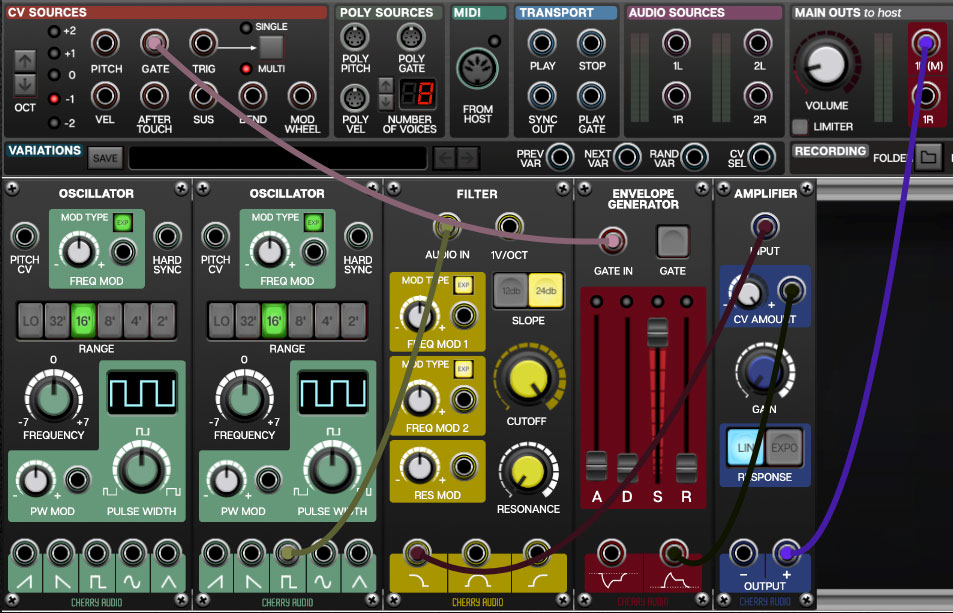 CV SOURCES
+2
+1
0
-1
-2
OCT
PITCH
GATE
TRIG
SINGLE
MULTI
VEL
AFTER
TOUCH
SUS
BEND
MOD
WHEEL
POLY SOURCES
POLY
PITCH
POLY
GATE
POLY
VEL
8
NUMBER
OF VOICES
MIDI
FROM
HOST
TRANSPORT
PLAY
STOP
SYNC
OUT
PLAY
GATE
AUDIO SOURCES
1L
2L
1R
2R
MAIN OUTS to host
VOLUME
LIMITER
1R
VARIATIONS
SAVE
PREV
VAR
NEXT
VAR
RAND
VAR
CV
SEL
RECORDING
OSCILLATOR
MOD TYPE
EXP
PITCH
CV
FREQ MOD
HARD
SYNC
LO 32' 16' 8' 4' 2'
RANGE
0
-7 +7
FREQUENCY
- +
PW MOD
PULSE WIDTH
CHERRY AUDIO
OSCILLATOR
MOD TYPE
EXP
PITCH
CV
FREQ MOD
HARD
SYNC
LO 32' 16' 8' 4' 2'
RANGE
0
-7 +7
FREQUENCY
- +
PW MOD
PULSE WIDTH
CHERRY AUDIO
FILTER
AUDIO IN
1V/OCT
MOD TYPE
EXP
- +
FREQ MOD 1
12db 24db
SLOPE
MOD TYPE
EXP
- +
FREQ MOD 2
CUTOFF
- +
RES MOD
RESONANCE
CHERRY AUDIO
ENVELOPE
GENERATOR
GATE IN
GATE
A D S R
CHERRY AUDIO
AMPLIFIER
INPUT
- +
CV AMOUNT
GAIN
LIN EXPO
RESPONSE
- +
OUTPUT
CHERRY AUDIO